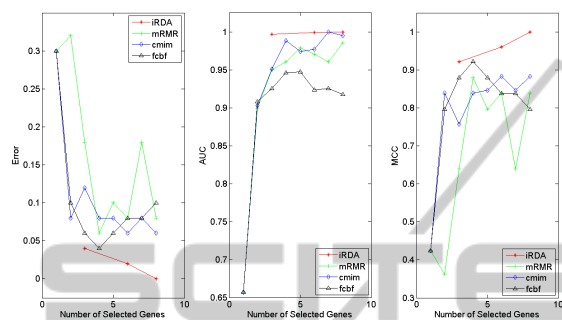 iRDA
mRMR
cmim
fcbf
0.3
0.25
0.2
0.15
0.1
0.05
0
Error
0
5
10
Number of Selected Genes
1
0.95
0.9
0.85
0.8
0.75
0.7
0.65
AUC
iRDA
mRMR
cmim
fcbf
0
5
10
Number of Selected Genes
1
0.9
0.8
0.7
0.6
0.5
0.4
0.3
MCC
iRDA
mRMR
cmim
fcbf
0
5
10
Number of Selected Genes